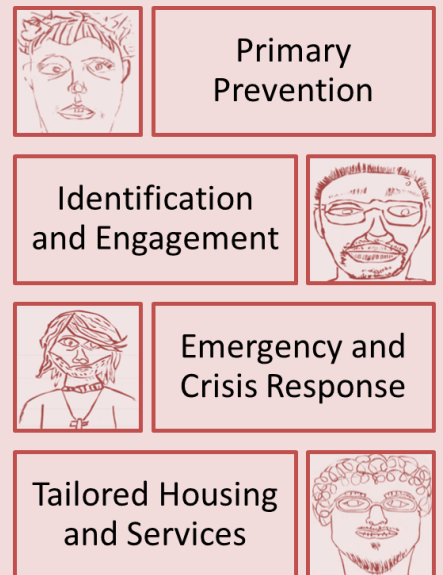 Primary
Prevention
Identification
and Engagement
Emergency and
Crisis Response
Tailored Housing
and Services